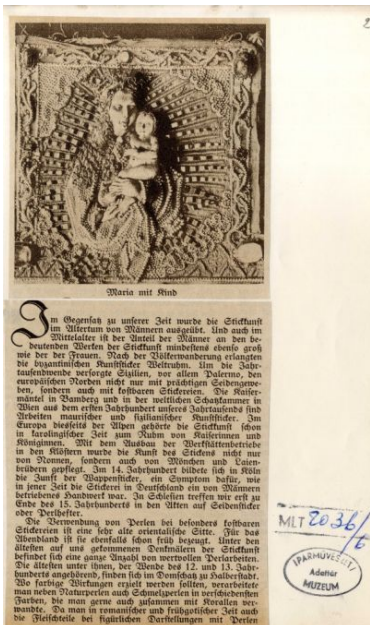 Maria mit Kind
Im Gegensatz zu unserer Zeit wurde die Stickkunst
im Altertum von Männern ausgeübt. Und auch im
Mittelalter ist der Anteil der Männer an den be-
deutenden Werken der Stickkunst mindestens ebenso groß
wie der der Frauen. Nach der Völkerwanderung erlangten
die byzantinischen Kunststicker Weltruhm. Um die Jahr-
tausendwende versorgte Sizilien, vor allem Palermo, den
europäischen Norden nicht nur mit prächtigen Seidengewe-
ben, sondern auch mit kostbaren Stickereien. Die Kaiser-
mäntel in Bamberg und in der weltlichen Schatzkammer in
Wien aus dem ersten Jahrhundert unseres Jahrtausends sind
Arbeiten maurischer und italianischer Kunststicker. Im
Europa diesseits der Alpen gehörte die Stickkunst schon
in karolingischer Zeit zum Ruhm von Kaiserinnen und
Königinnen. Mit dem Ausbau der Werkstättenbetriebe
in den Klöstern wurde die Kunst des Stickens nicht nur
von Nonnen, sondern auch von Mönchen und Laien-
brüdern gepflegt. Im 14. Jahrhundert bildete sich in Köln
die Zunft der Wappensticker, ein Symptom dafür, wie
in jener Zeit die Stickerei in Deutschland ein von Männern
betriebenes Handwerk war. In Schlesien treffen wir erst zu
Ende des 15. Jahrhunderts in den Akten auf Seidensticker
oder Perlhefter.
Die Verwendung von Perlen bei besonders kostbaren
Stickereien ist eine sehr alte orientalische Sitte. Für das
Abendland ist sie ebenfalls schon früh bezeugt. Unter den
ältesten auf uns gekommenen Denkmälern der Stickkunst
befindet sich eine ganze Anzahl von wertvollen Perlarbeiten.
Die ältesten unter ihnen, der Wende des 12. und 13. Jahr-
hunderts angehörend, finden sich im Domschatz zu Halberstadt.
Wo farbige Wirkungen erzielt werden sollten, verarbeitete
man neben Naturperlen auch Schmelzperlen in verschiedensten
Farben, die man gerne auch zusammen mit Korallen ver-
wandte. Da man in romanischer und frühgotischer Zeit auch
die Fleischteile bei figürlichen Darstellungen mit Perlen
MLT 2036/6
IPARMŰVÉSZETI
Adattár
MUZEUM